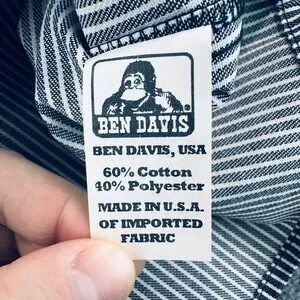 BEN DAVIS
BEN DAVIS, USA
60% Cotton
40% Polyester
MADE IN U.S.A.
OF IMPORTED
FABRIC